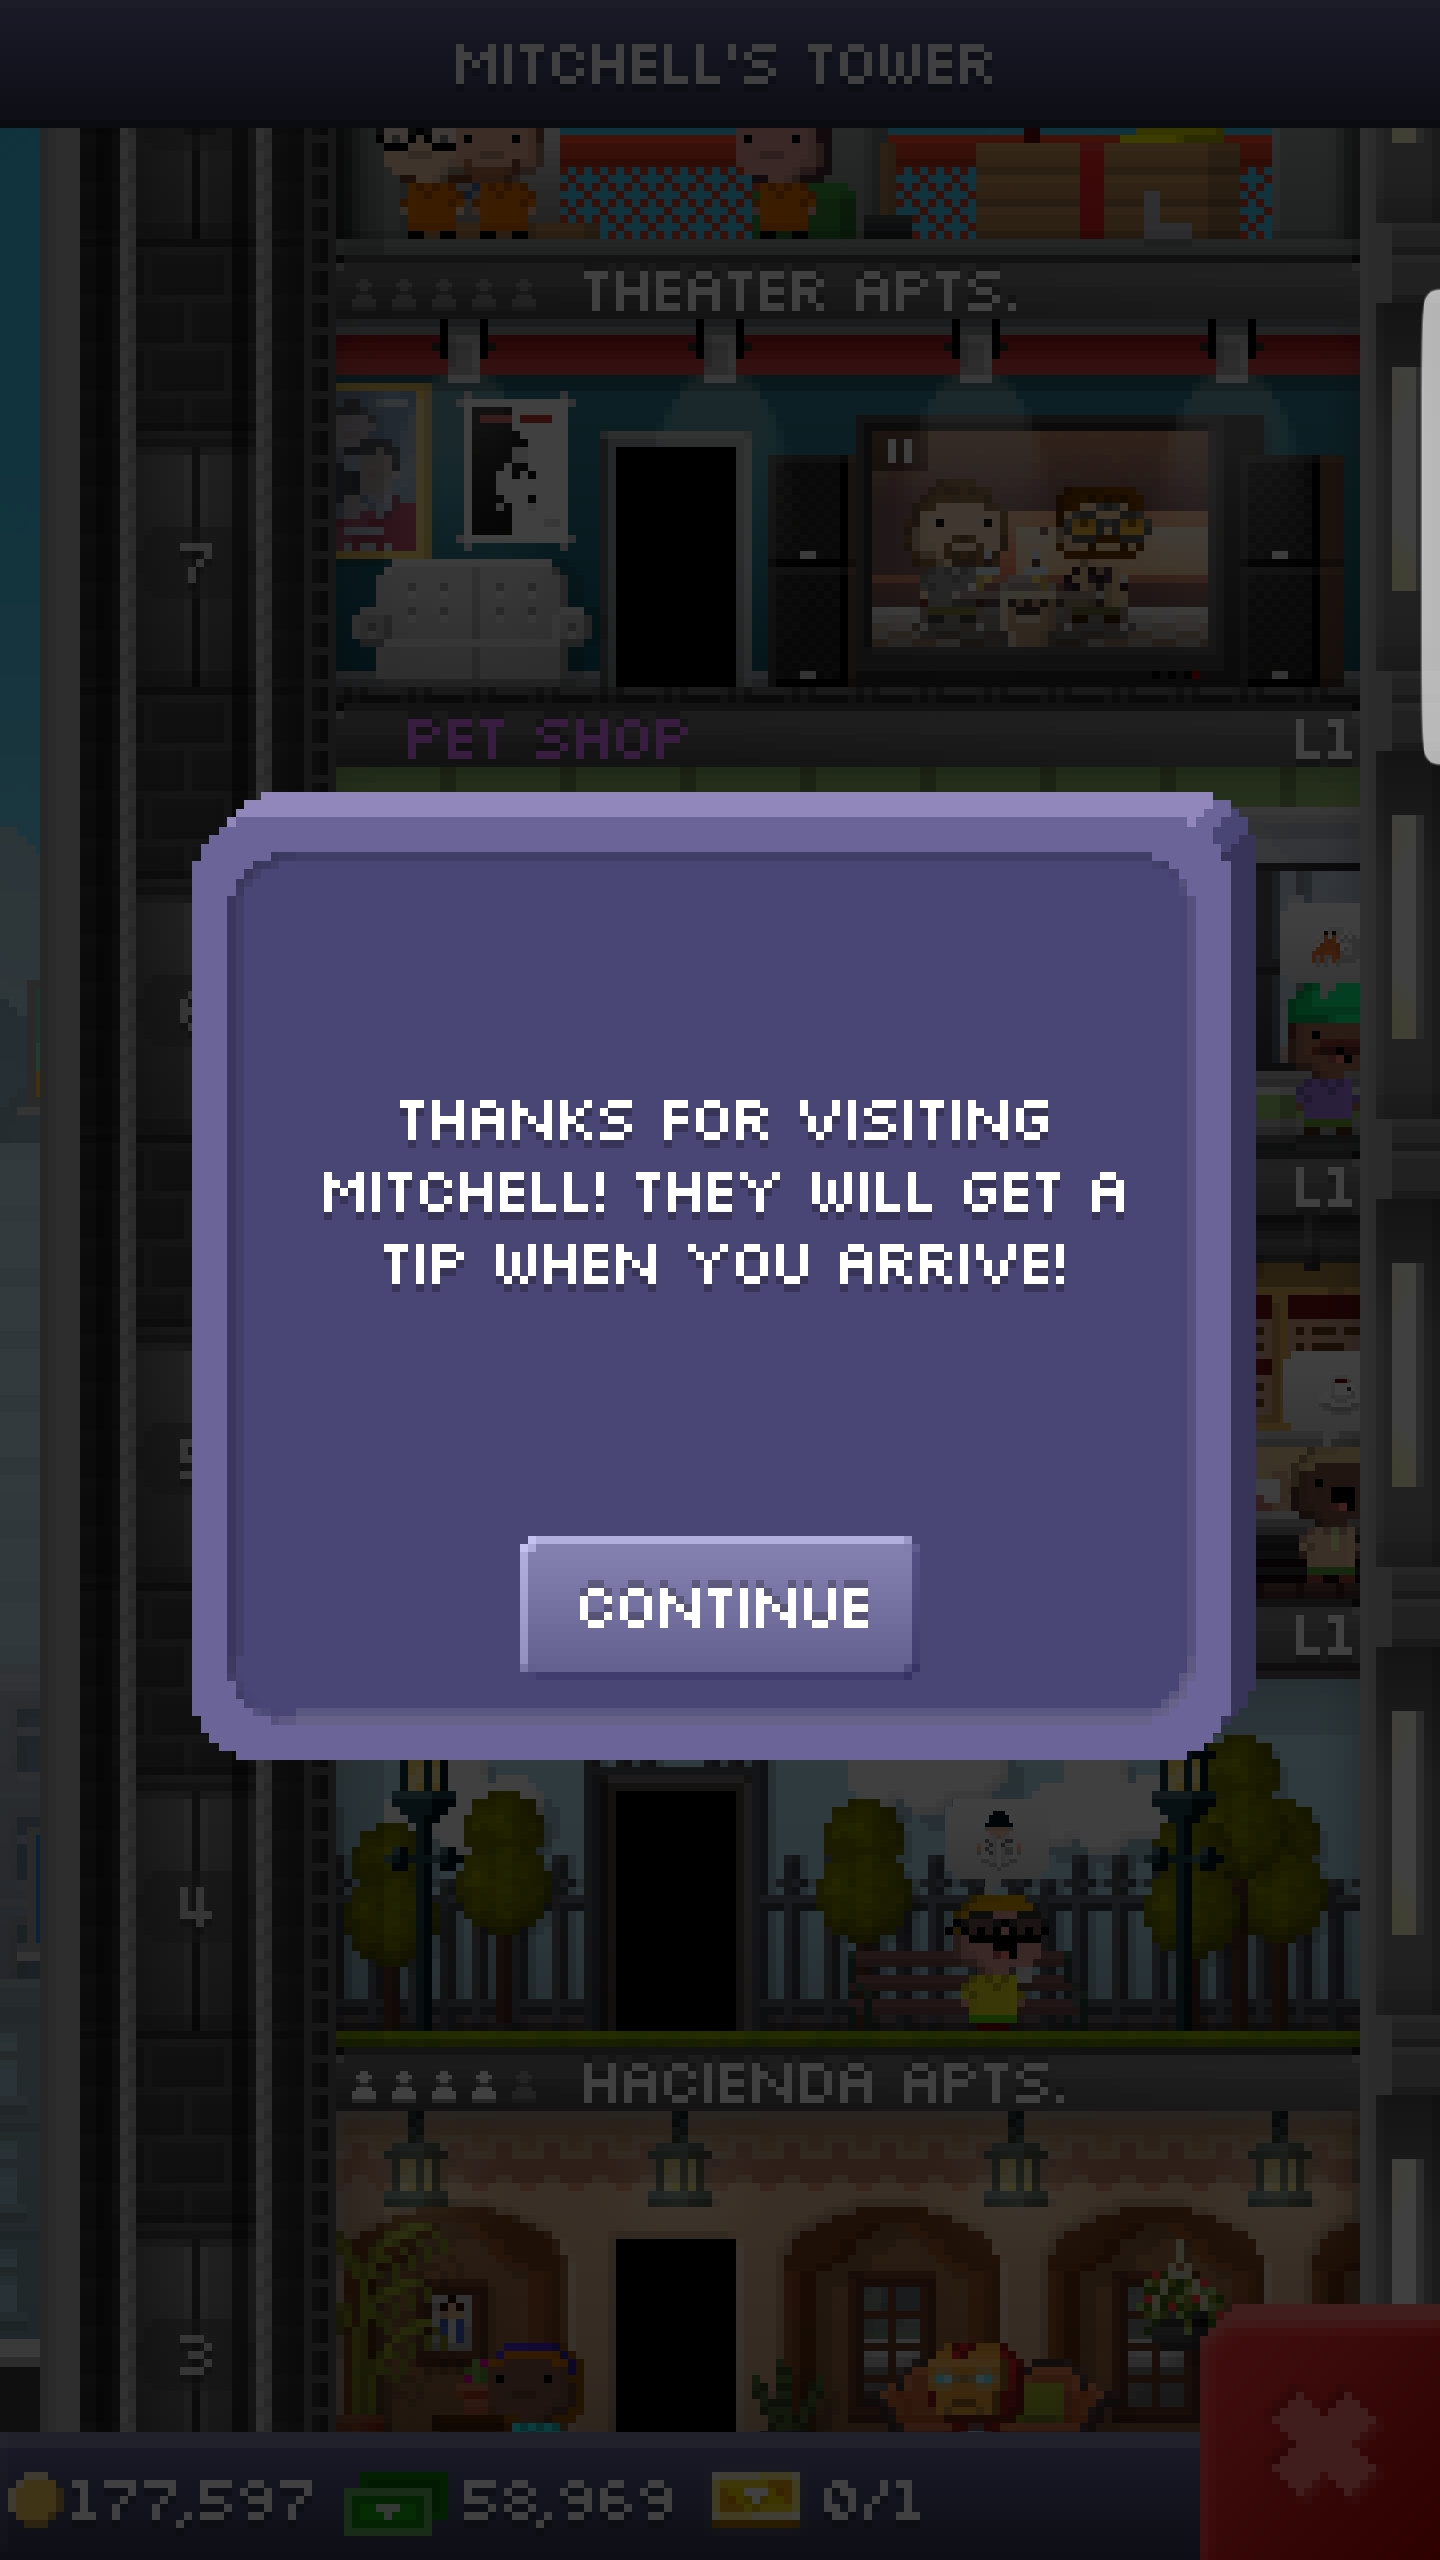 MITCHELL'S TOWER
THEATER APTS.
7
PET SHOP L1
L1
THANKS FOR VISITING
MITCHELL! THEY WILL GET A
TIP WHEN YOU ARRIVE!
5
CONTINUE
L1
4
HACIENDA APTS.
3
177,597 58,969 0/1